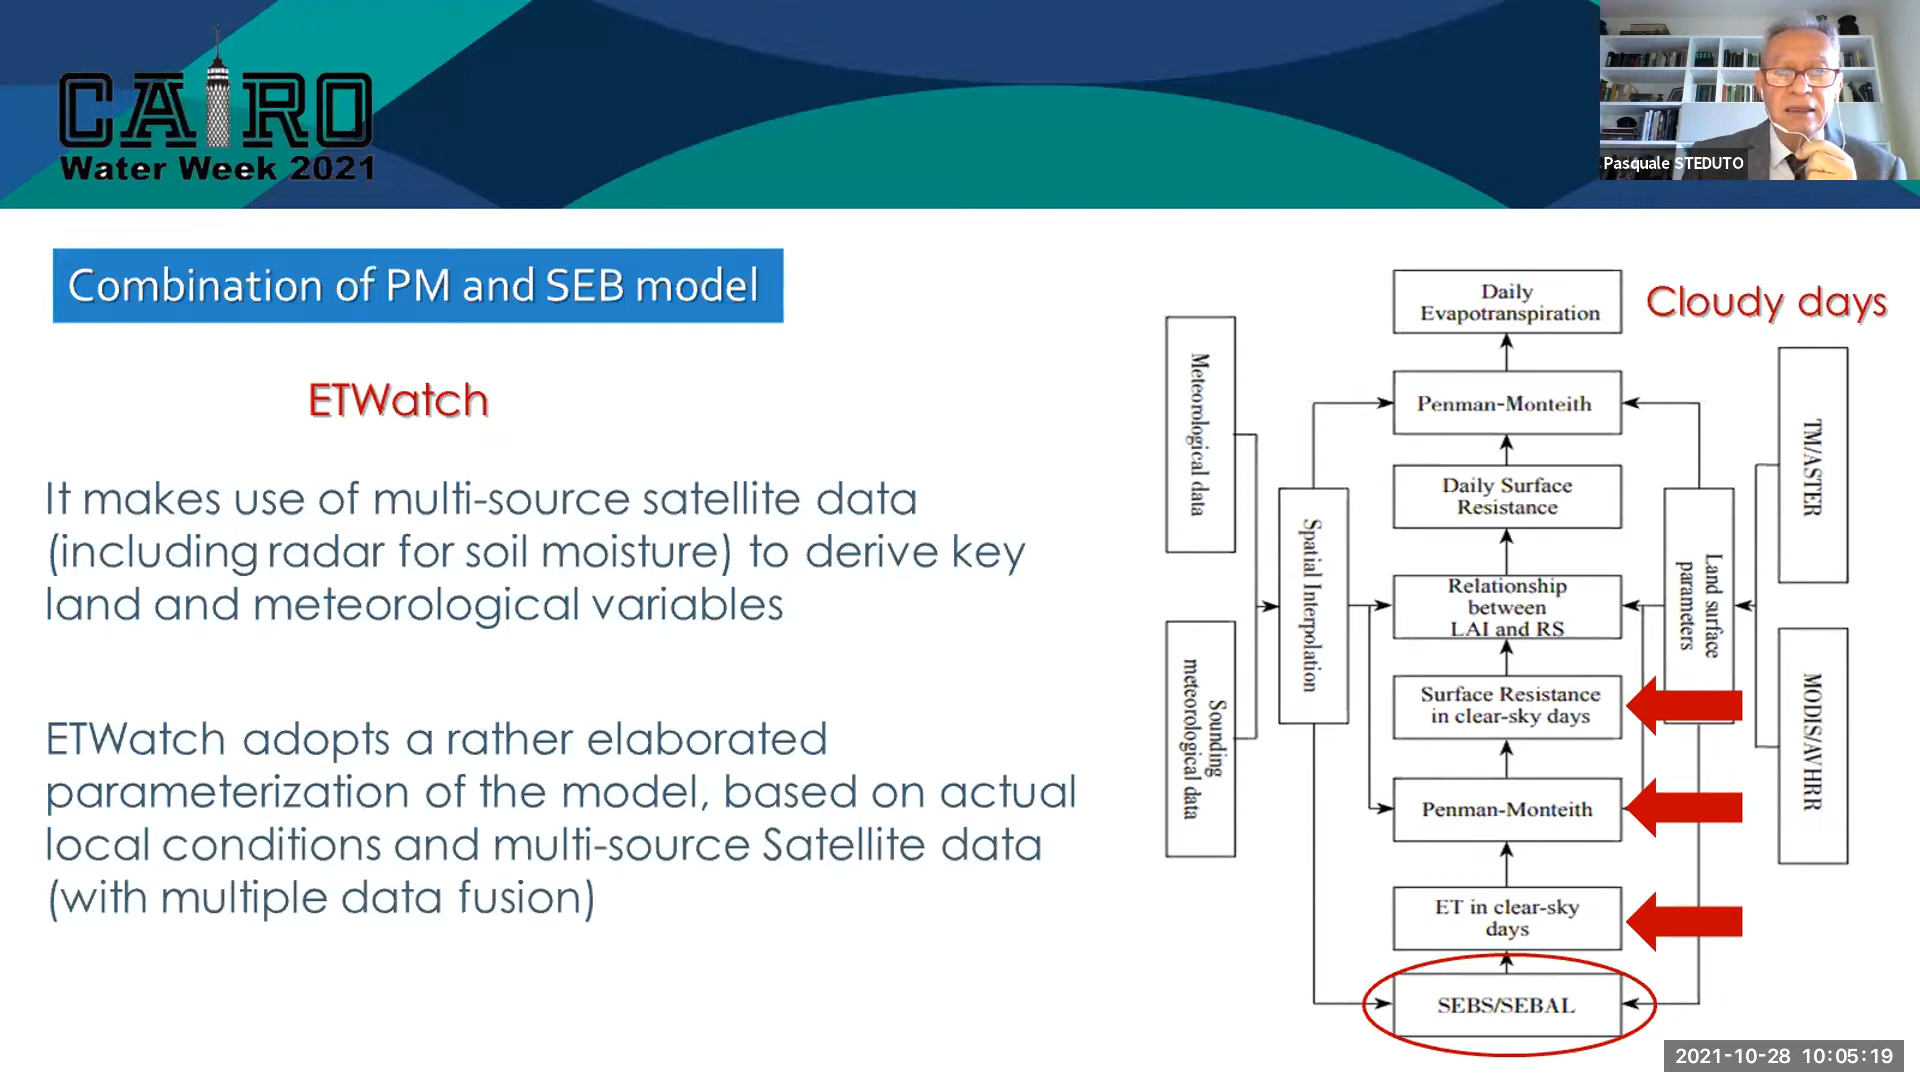 CAIRO
Water Week 2021
Pasquale STEDUTO
Combination of PM and SEB model
ETWatch
It makes use of multi-source satellite data
(including radar for soil moisture) to derive key
land and meteorological variables
ETWatch adopts a rather elaborated
parameterization of the model, based on actual
local conditions and multi-source Satellite data
(with multiple data fusion)
Cloudy days
Daily
Evapotranspiration
Penman-Monteith
Daily Surface
Resistance
Relationship
between
LAI and RS
Surface Resistance
in clear-sky days
Penman-Monteith
ET in clear-sky
days
SEBS/SEBAL
Meteorological data
Sounding
meteorological data
Spatial Interpolation
Land surface
parameters
TM/ASTER
MODIS/AVHRR
2021-10-28 10:05:19